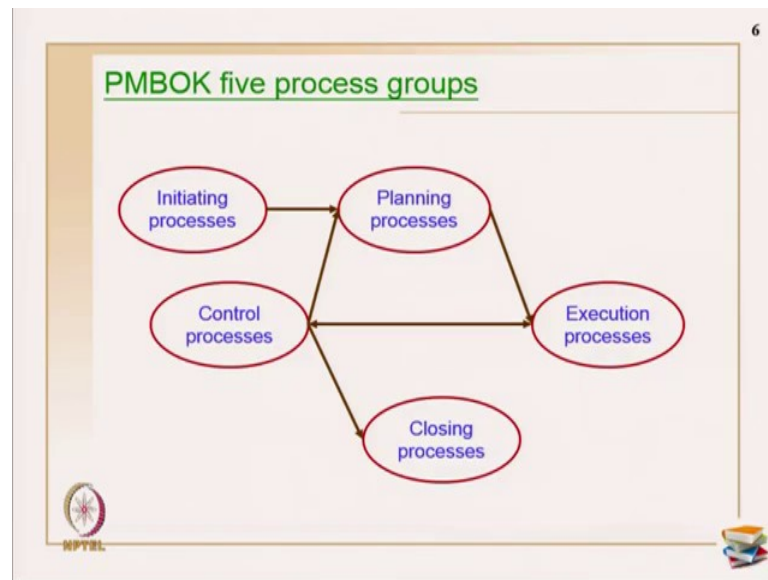 6
PMBOK five process groups
Initiating
processes
Planning
processes
Control
processes
Execution
processes
Closing
processes
NPTEL